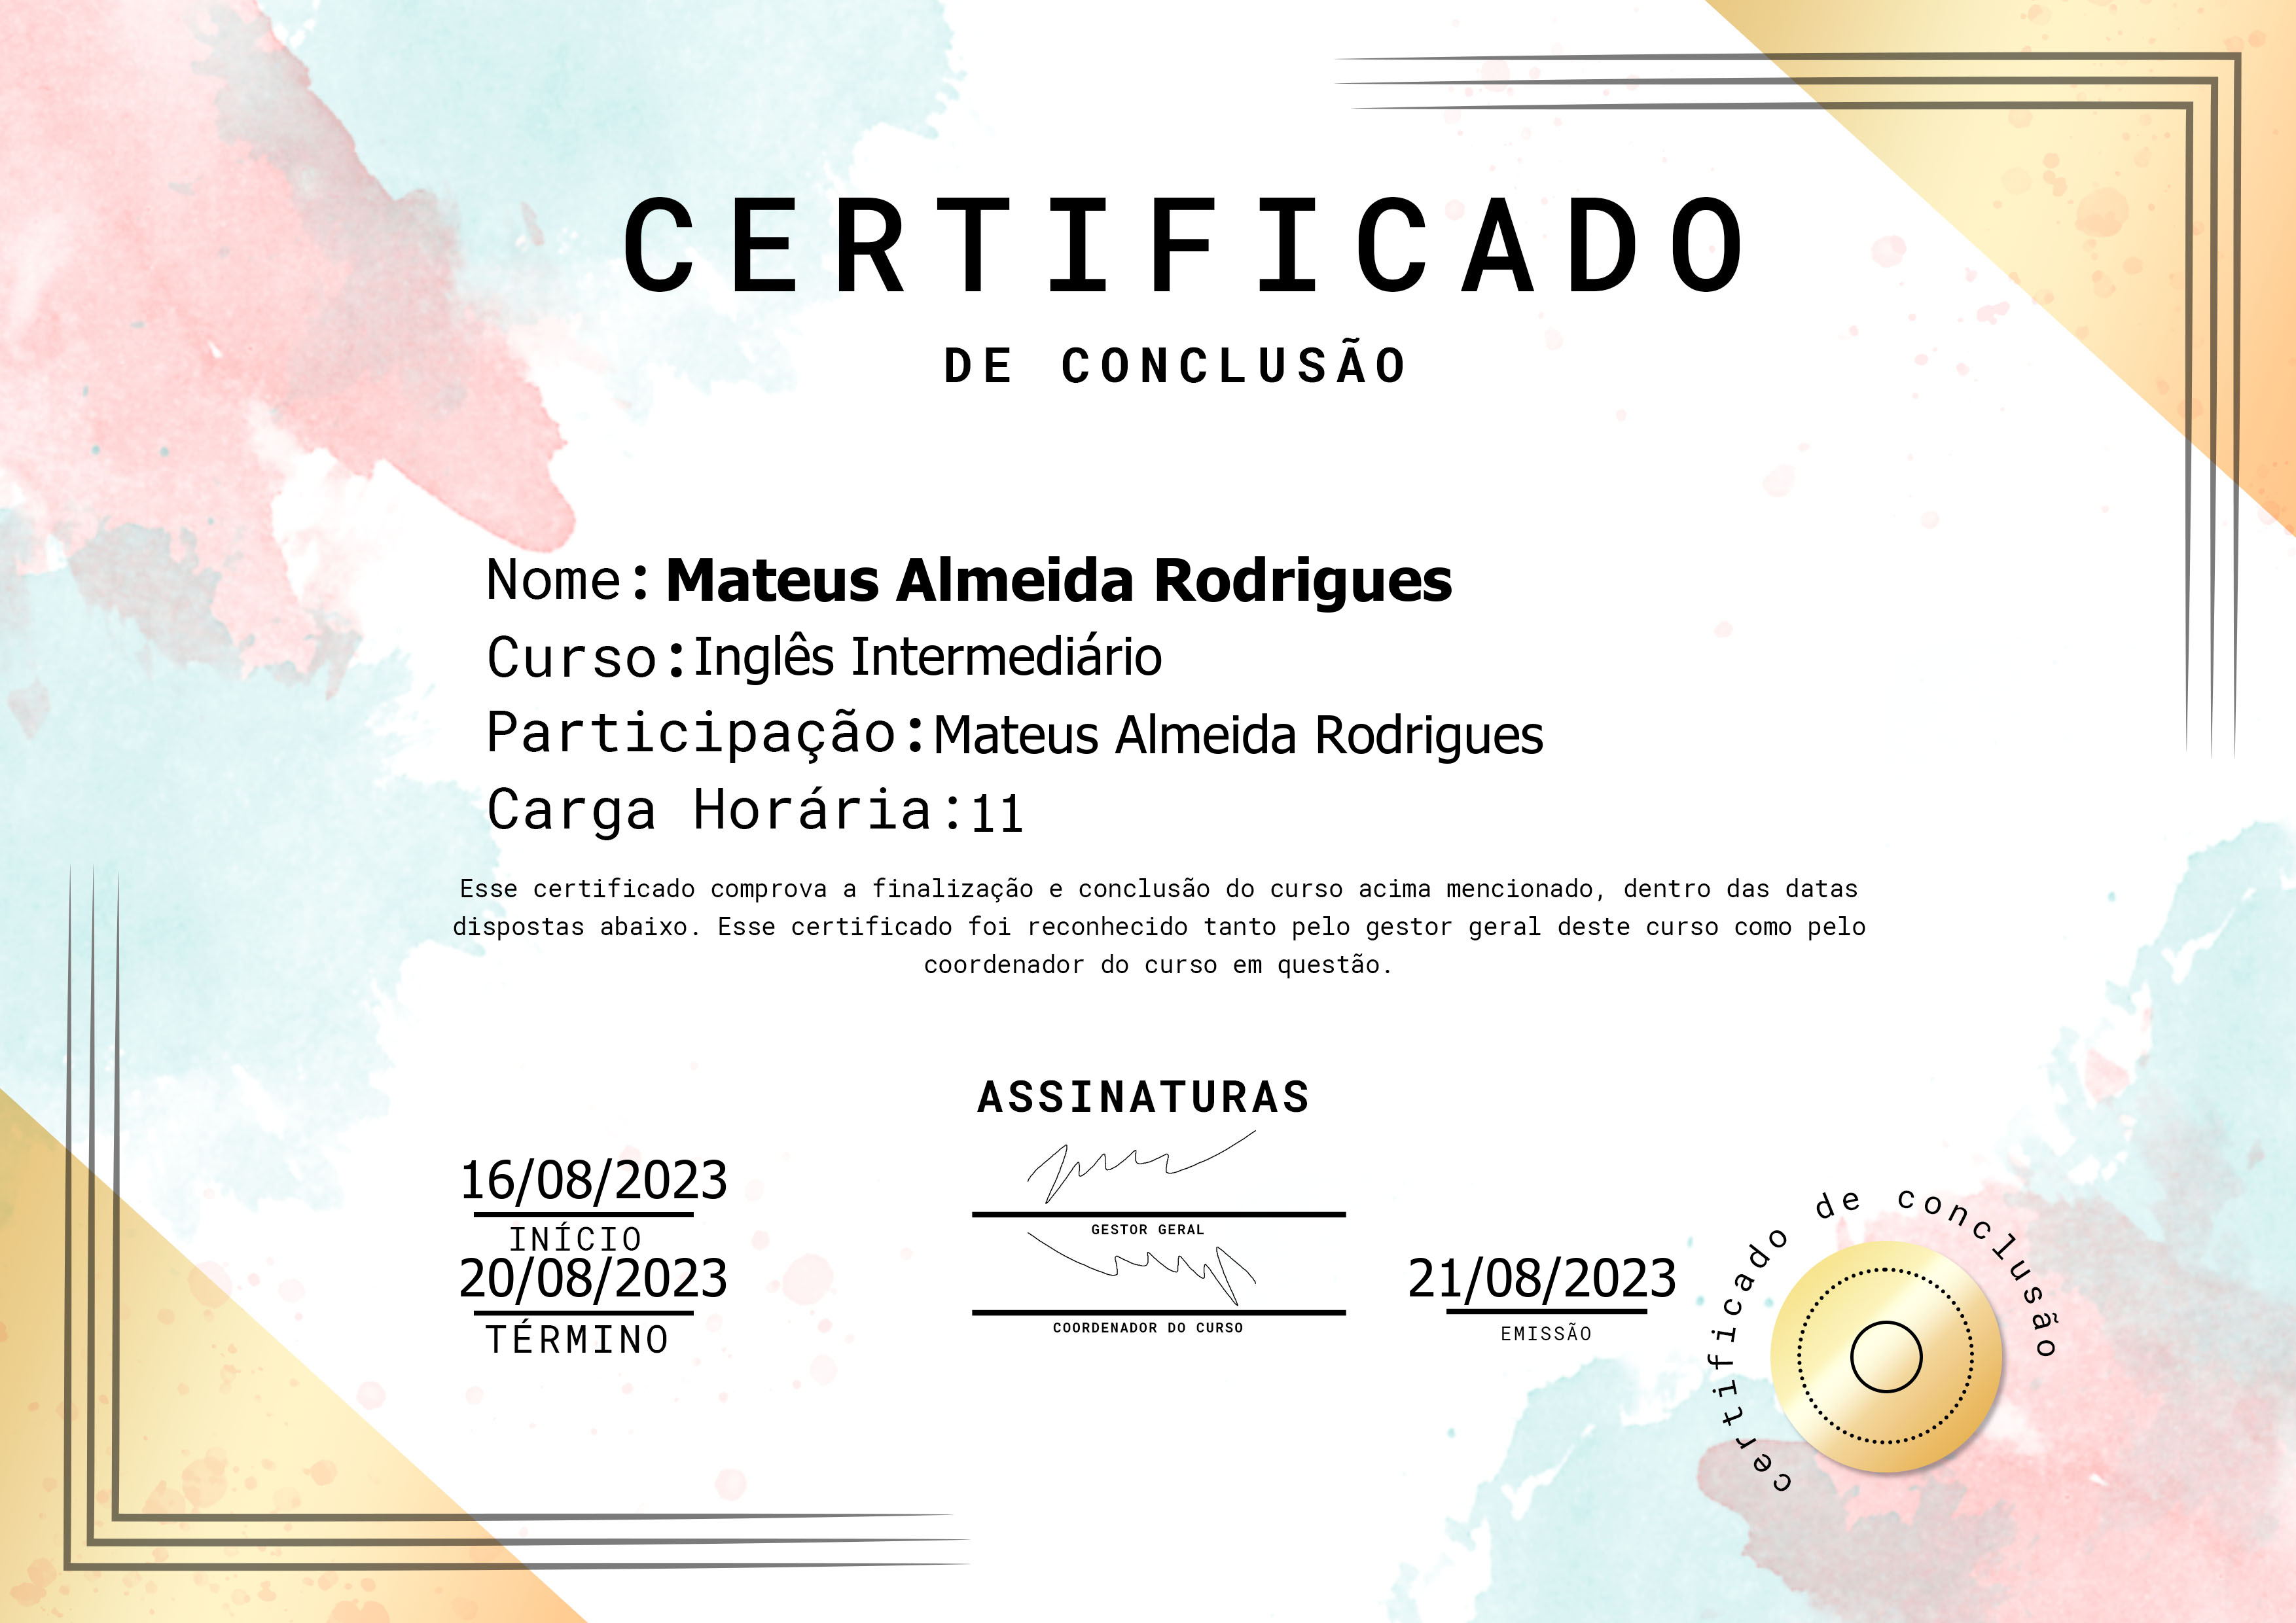 CERTIFICADO
DE CONCLUSÃO
Nome: Mateus Almeida Rodrigues
Curso:Inglês Intermediário
Participação:Mateus Almeida Rodrigues
Carga Horária:11
Esse certificado comprova a finalização e conclusão do curso acima mencionado, dentro das datas
dispostas abaixo. Esse certificado foi reconhecido tanto pelo gestor geral deste curso como pelo
coordenador do curso em questão.
ASSINATURAS
16/08/2023
INÍCIO
GESTOR GERAL
20/08/2023
TÉRMINO
COORDENADOR DO CURSO
21/08/2023
EMISSÃO
certificado de conclusão